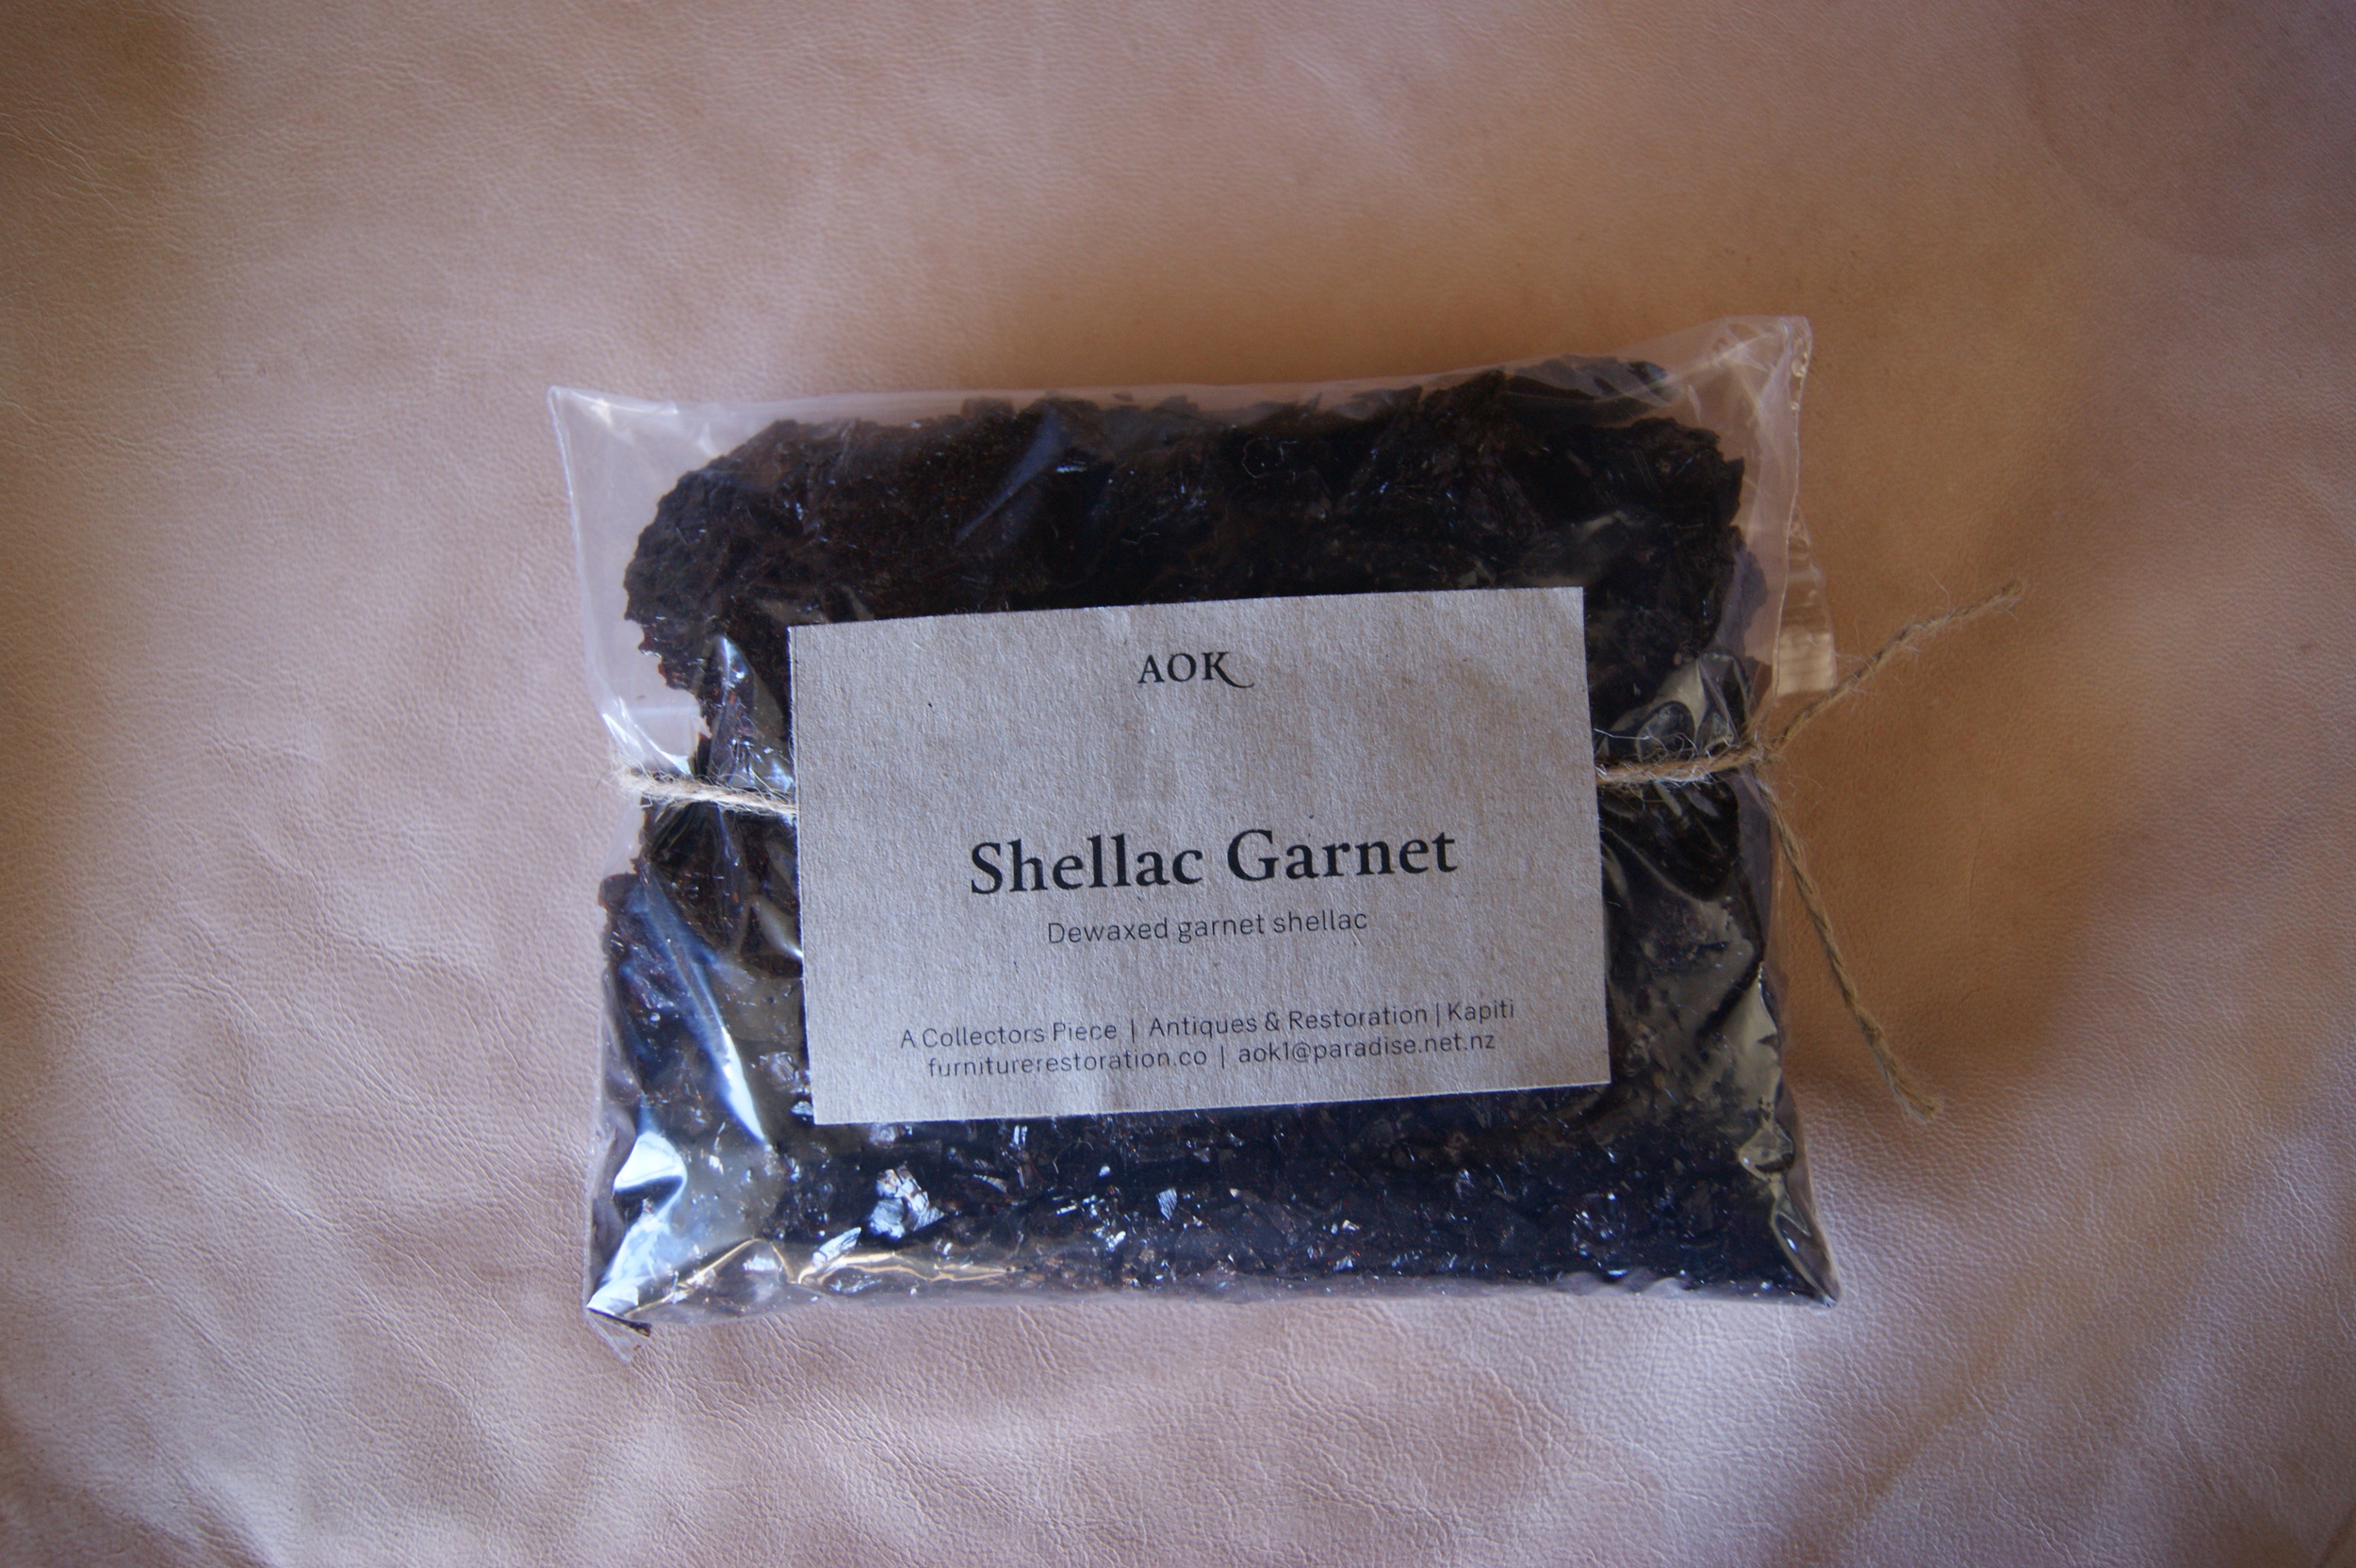 AOK
Shellac Garnet
Dewaxed garnet shellac
A Collectors Piece | Antiques & Restoration | Kapiti
furniturerestoration.co | aok1@paradise.net.nz